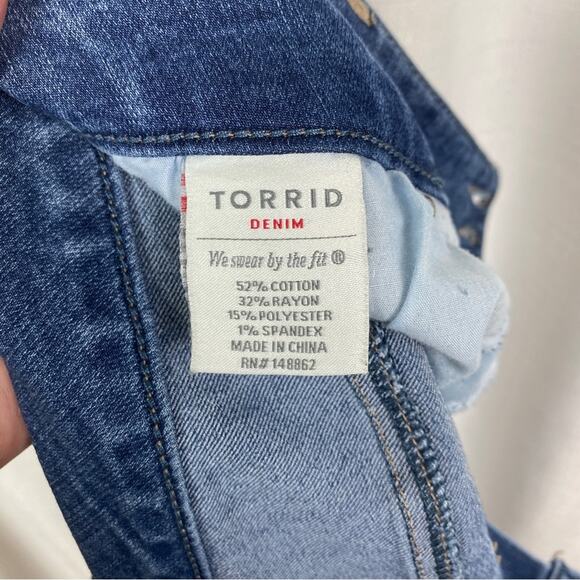 TORRID
DENIM
We swear by the fit ®
52% COTTON
32% RAYON
15% POLYESTER
1% SPANDEX
MADE IN CHINA
RN# 148862